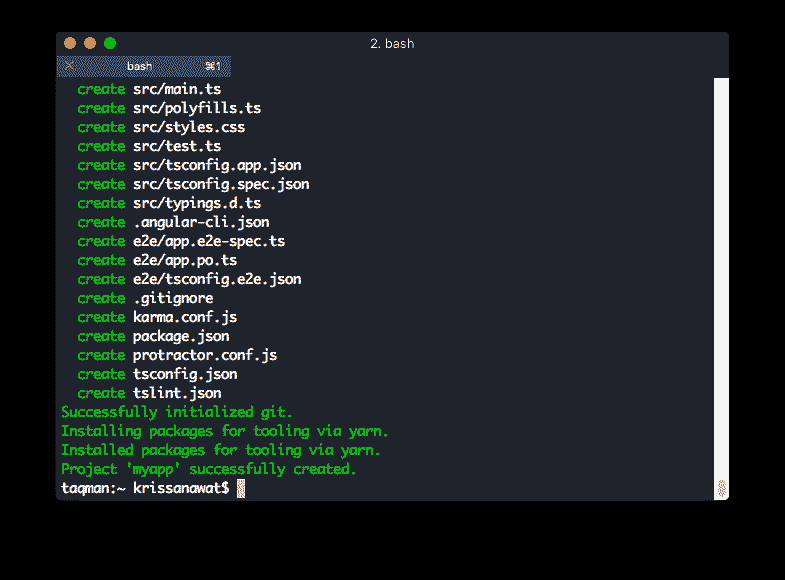 2. bash
bash ⌘1
create src/main.ts
create src/polyfills.ts
create src/styles.css
create src/test.ts
create src/tsconfig.app.json
create src/tsconfig.spec.json
create src/typings.d.ts
create .angular-cli.json
create e2e/app.e2e-spec.ts
create e2e/app.po.ts
create e2e/tsconfig.e2e.json
create .gitignore
create karma.conf.js
create package.json
create protractor.conf.js
create tsconfig.json
create tslint.json
Successfully initialized git.
Installing packages for tooling via yarn.
Installed packages for tooling via yarn.
Project 'myapp' successfully created.
taqman:~ krissanawat$